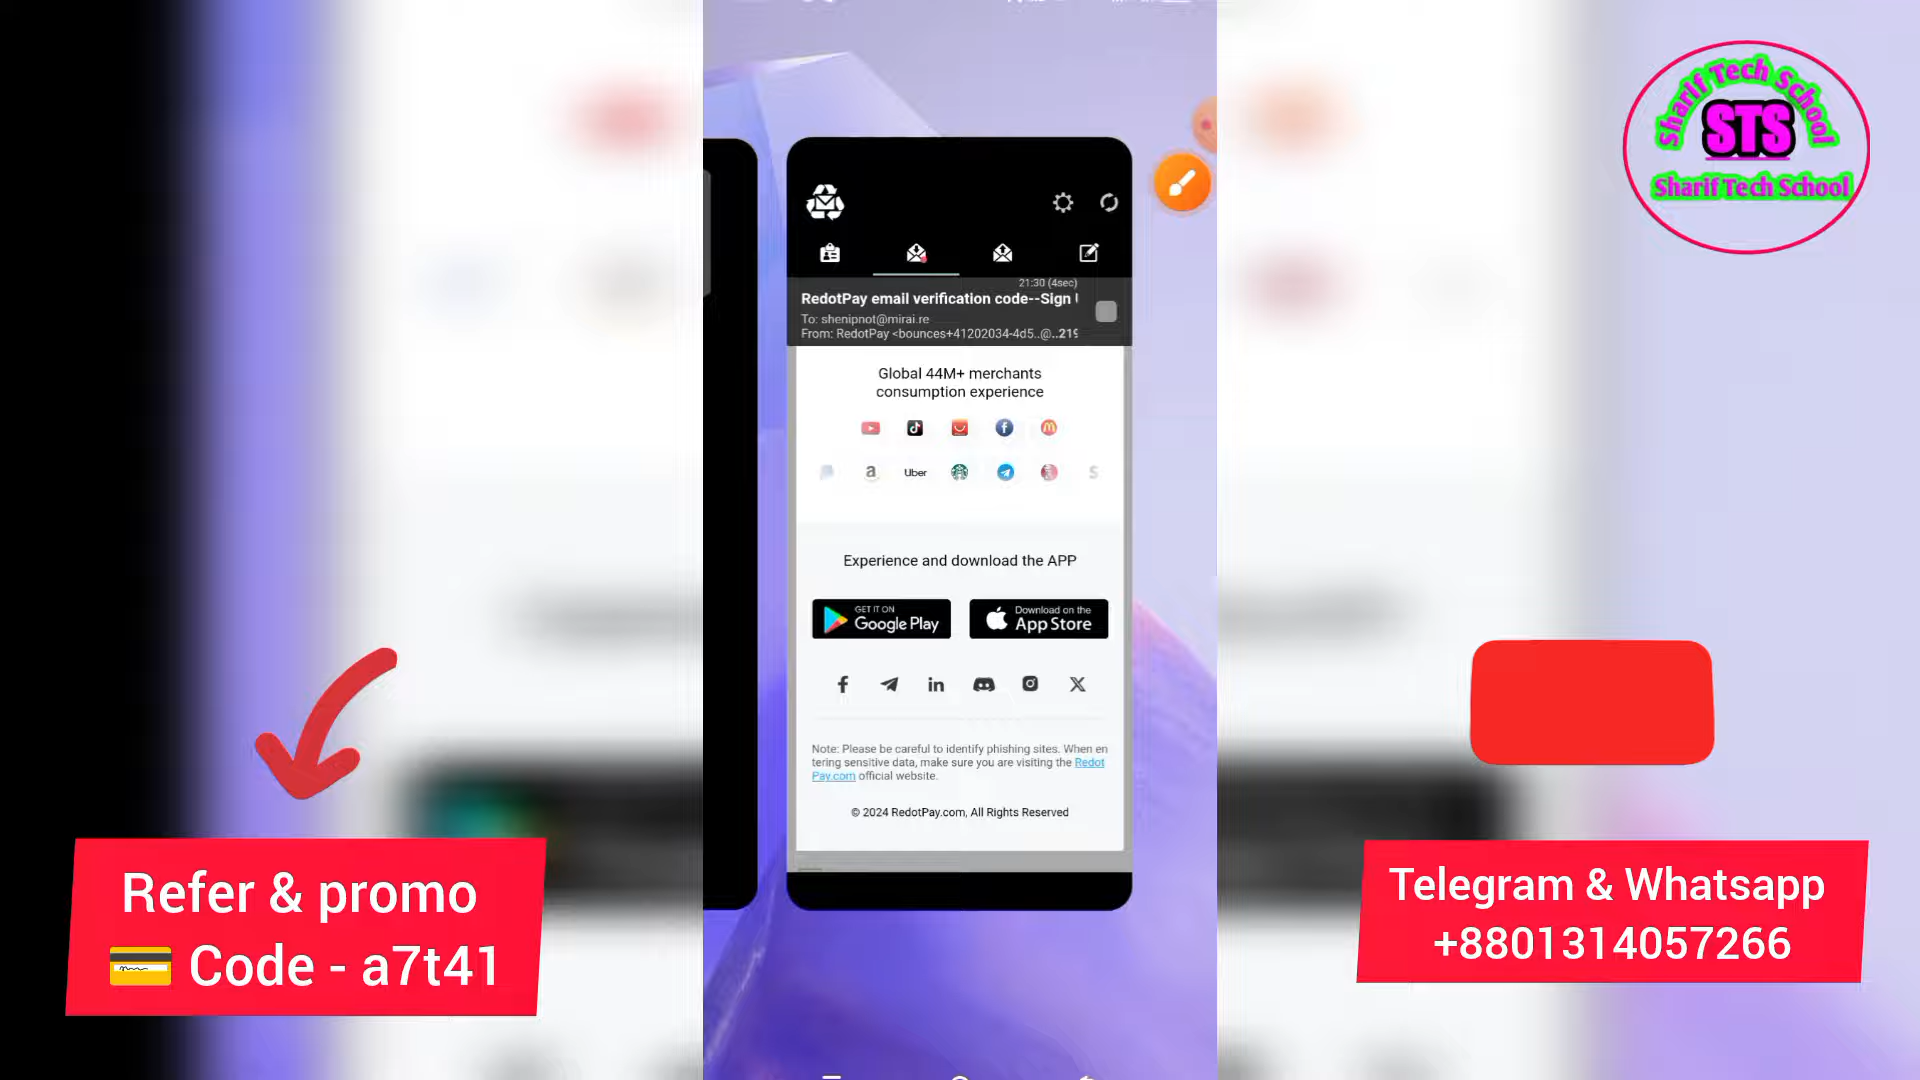 Sharif Tech School
STS
Sharif Tech School
21:30 (4sec)
RedotPay email verification code--Sign
To: shenipnot@mirai.re
From: RedotPay <bounces+41202034-4d5..@..219
Global 44M+ merchants
consumption experience
a
Uber
S
Experience and download the APP
GET IT ON
Google Play
Download on the
App Store
Note: Please be careful to identify phishing sites. When en
tering sensitive data, make sure you are visiting the Redot
Pay.com official website.
© 2024 RedotPay.com, All Rights Reserved
Refer & promo
Code - a7t41
Telegram & Whatsapp
+8801314057266